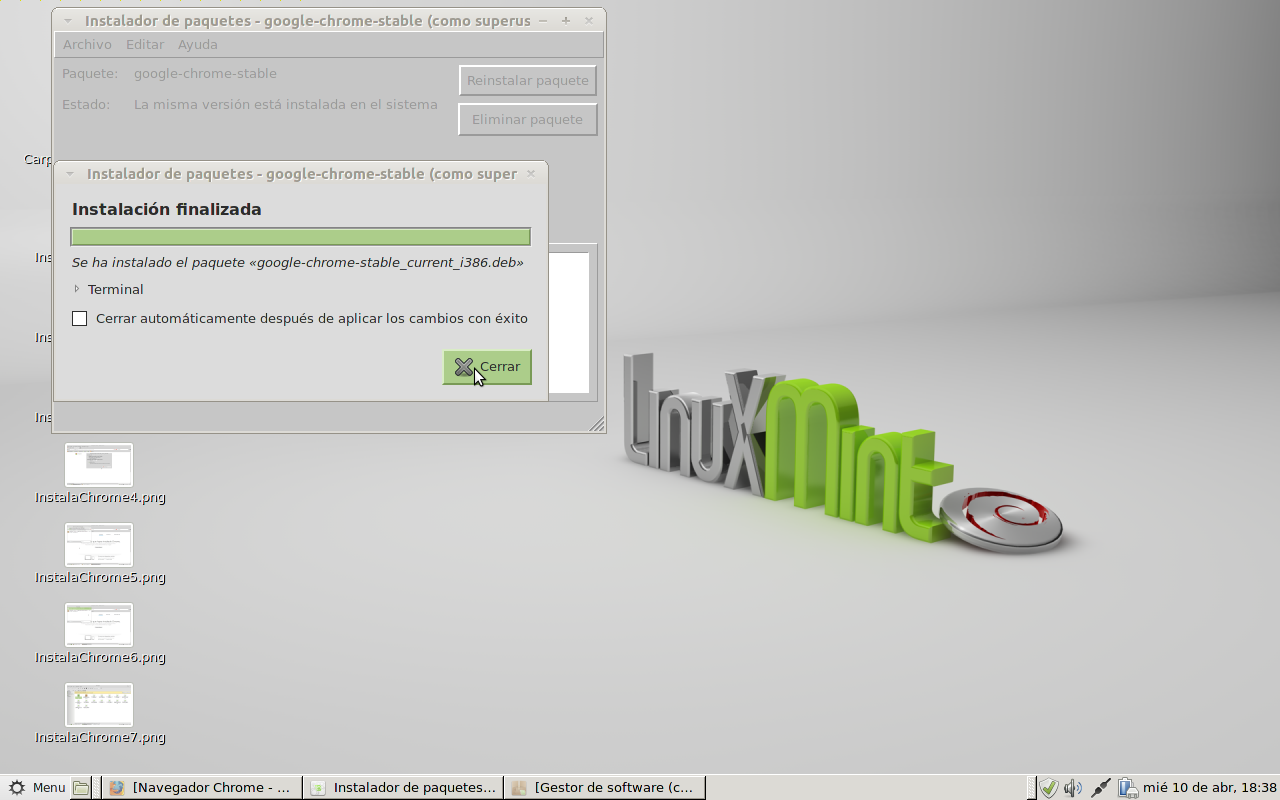 Instalador de paquetes - google-chrome-stable (como superus
Archivo Editar Ayuda
Paquete: google-chrome-stable
Reinstalar paquete
Estado: La misma versión está instalada en el sistema
Eliminar paquete
Carp
Instalador de paquetes - google-chrome-stable (como super
Instalación finalizada
Se ha instalado el paquete «google-chrome-stable_current_i386.deb»
Terminal
Cerrar automáticamente después de aplicar los cambios con éxito
Cerrar
Ins
Ins
Ins
LinuxMint
InstalaChrome4.png
InstalaChrome5.png
InstalaChrome6.png
InstalaChrome7.png
Menu
[Navegador Chrome - ...
Instalador de paquetes...
[Gestor de software (c...
mié 10 de abr, 18:38